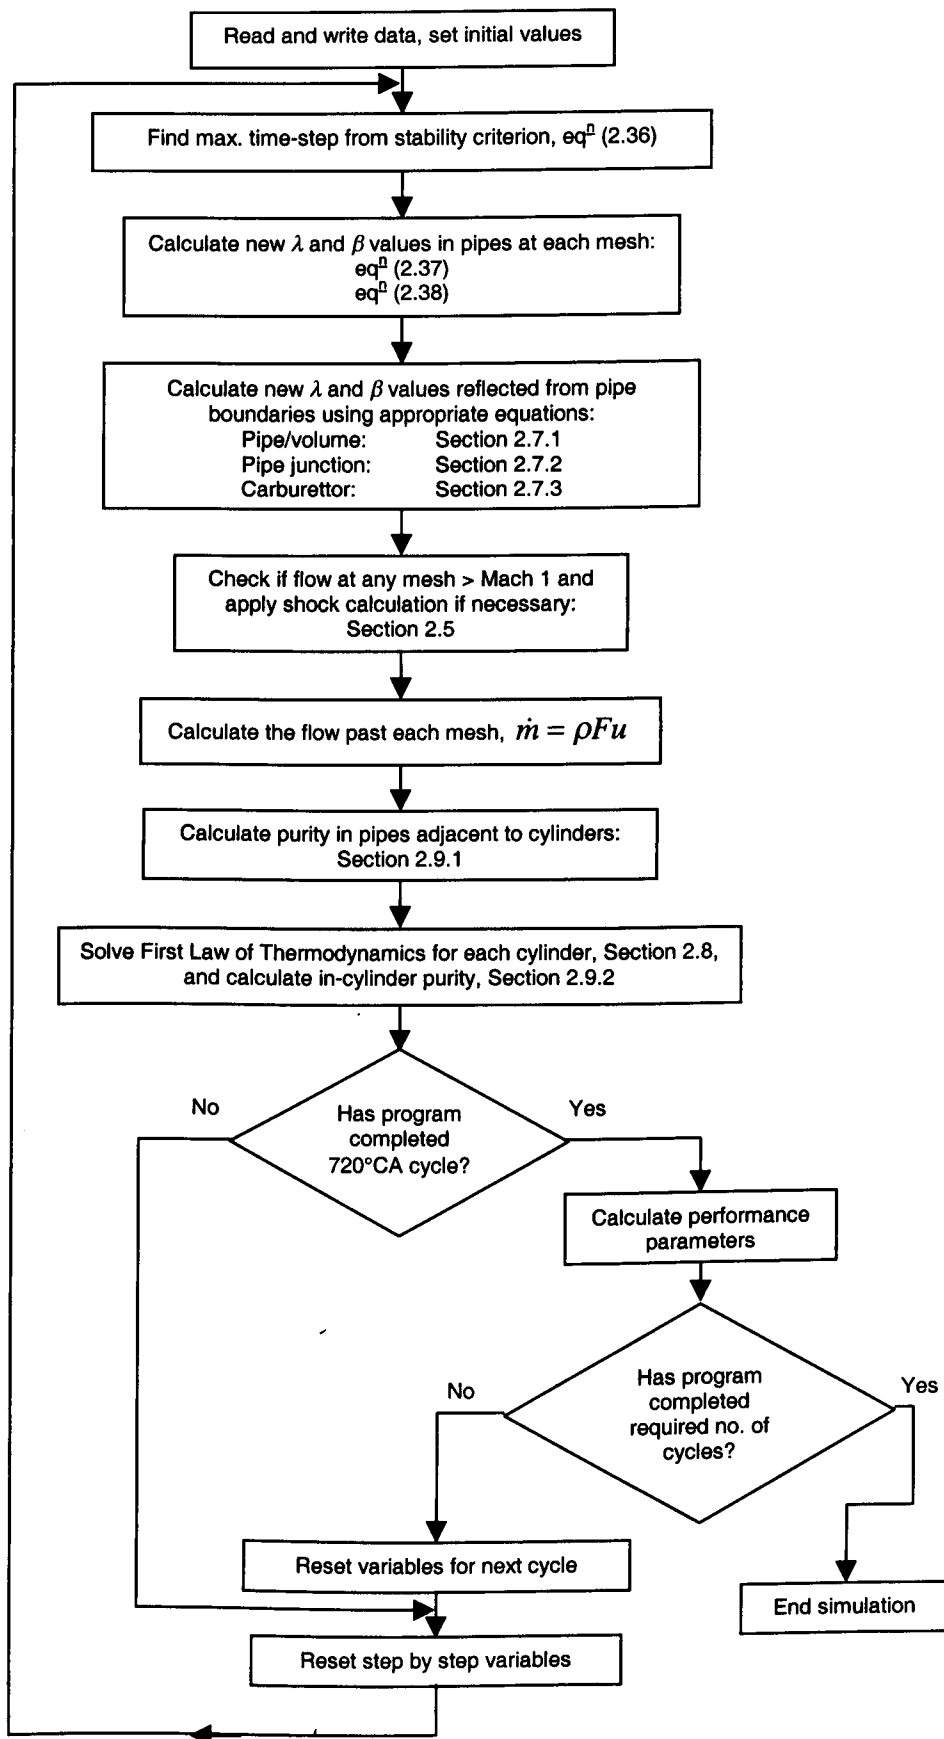 Read and write data, set initial values
Find max. time-step from stability criterion, eqⁿ (2.36)
Calculate new λ and β values in pipes at each mesh:
eqⁿ (2.37)
eqⁿ (2.38)
Calculate new λ and β values reflected from pipe
boundaries using appropriate equations:
Pipe/volume: Section 2.7.1
Pipe junction: Section 2.7.2
Carburettor: Section 2.7.3
Check if flow at any mesh > Mach 1 and
apply shock calculation if necessary:
Section 2.5
Calculate the flow past each mesh, ṁ = ρFu
Calculate purity in pipes adjacent to cylinders:
Section 2.9.1
Solve First Law of Thermodynamics for each cylinder, Section 2.8,
and calculate in-cylinder purity, Section 2.9.2
No
Yes
Has program
completed
720°CA cycle?
Calculate performance
parameters
No
Yes
Has program
completed
required no. of
cycles?
Reset variables for next cycle
End simulation
Reset step by step variables